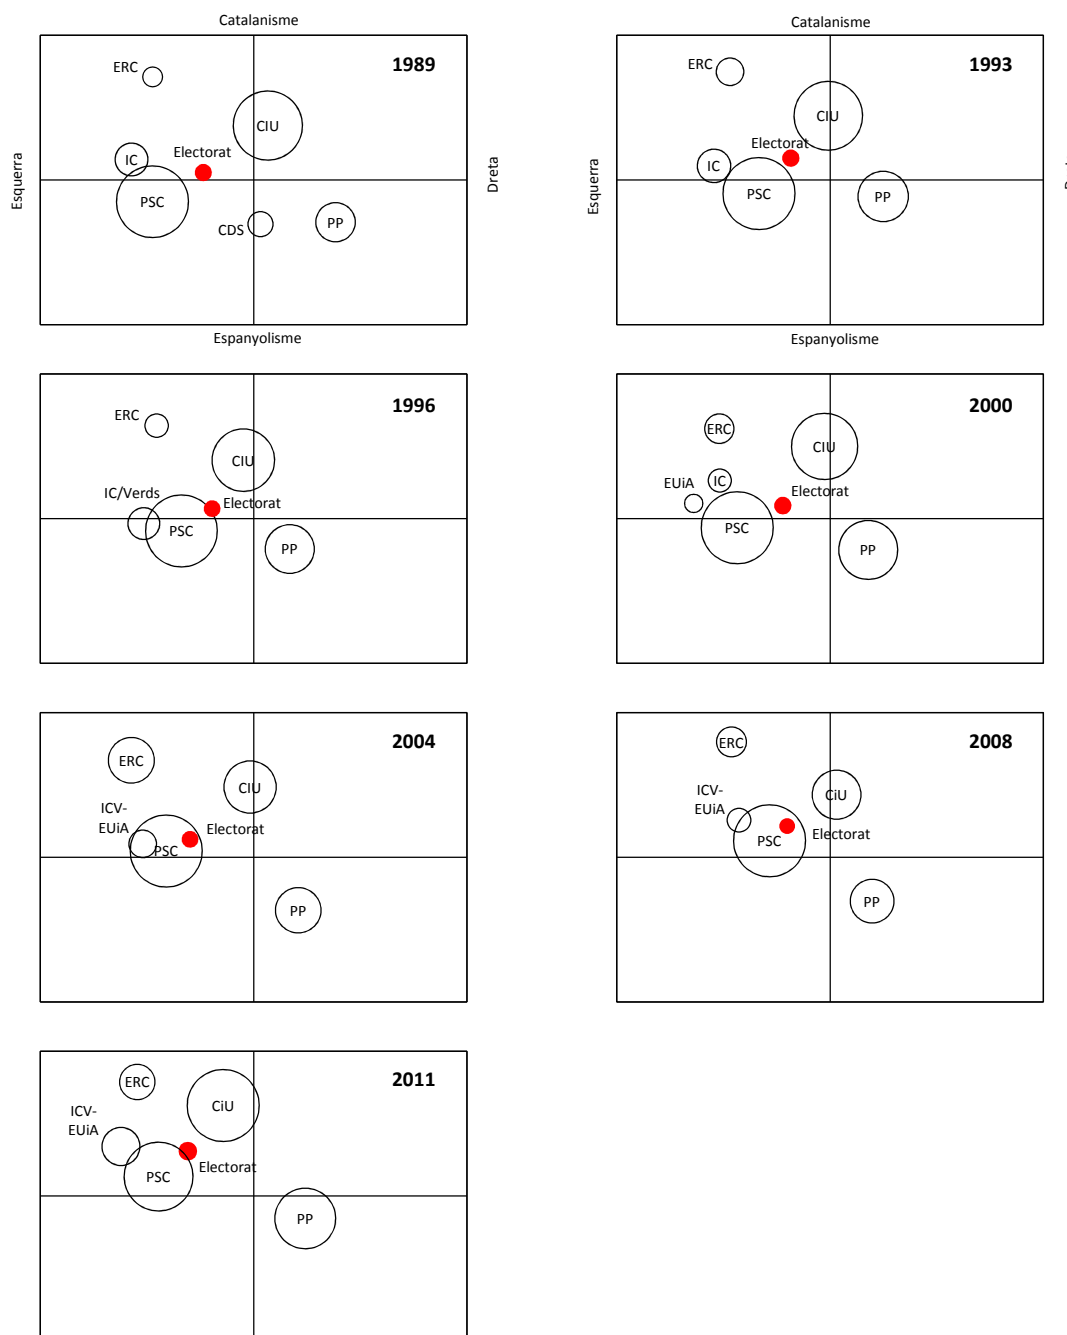 Catalanisme
1989
ERC
CIU
Electorat
IC
PSC
CDS
PP
Esquerra
Dreta
Espanyolisme
Catalanisme
1993
ERC
CIU
Electorat
IC
PSC
PP
Esquerra
Espanyolisme
1996
ERC
CIU
IC/Verds
Electorat
PSC
PP
2000
ERC
CIU
EUiA
IC
Electorat
PSC
PP
2004
ERC
CIU
ICV-
EUiA
Electorat
PSC
PP
2008
ERC
ICV-
EUiA
CiU
PSC
Electorat
PP
2011
ERC
CiU
ICV-
EUiA
Electorat
PSC
PP